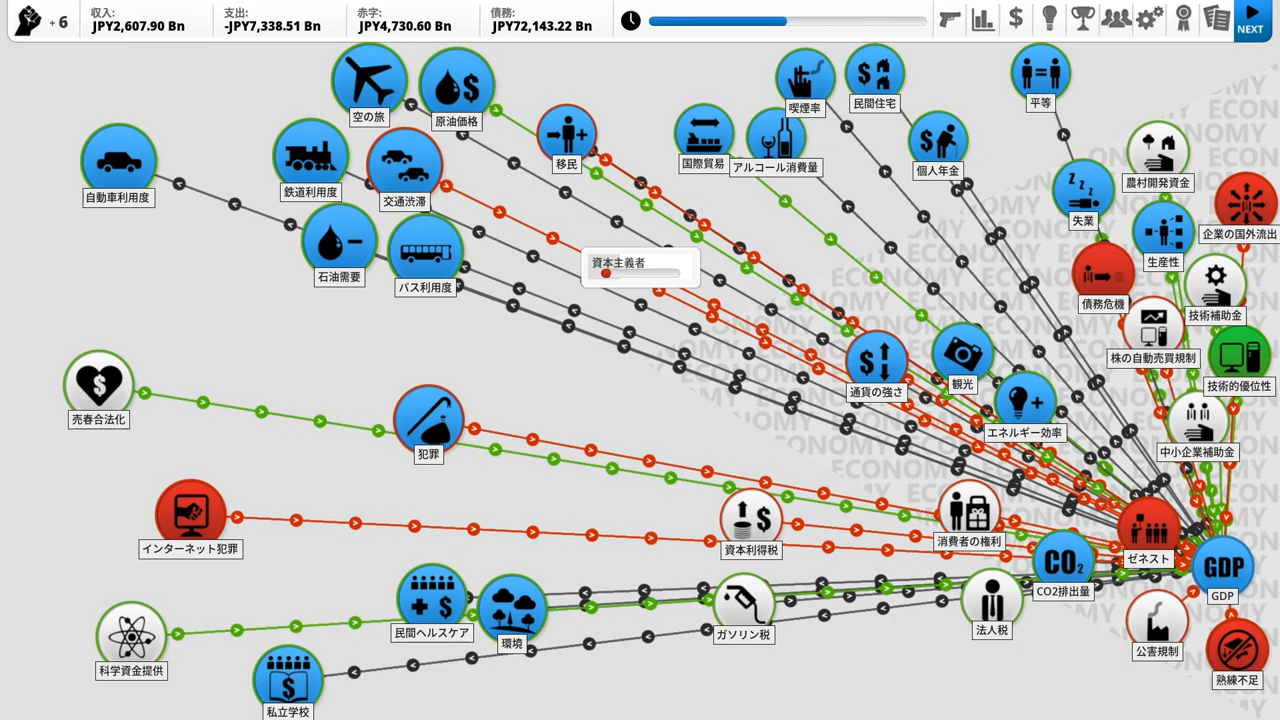 + 6
収入:
JPY2,607.90 Bn
支出:
-JPY7,338.51 Bn
赤字:
JPY4,730.60 Bn
債務:
JPY72,143.22 Bn
NEXT
空の旅
原油価格
移民
国際貿易
アルコール消費量
喫煙率
民間住宅
平等
個人年金
農村開発資金
自動車利用度
鉄道利用度
交通渋滞
失業
企業の国外流出
生産性
石油需要
バス利用度
資本主義者
債務危機
技術補助金
株の自動売買規制
技術的優位性
通貨の強さ
観光
エネルギー効率
中小企業補助金
売春合法化
犯罪
インターネット犯罪
資本利得税
消費者の権利
ゼネスト
CO2
CO2排出量
GDP
GDP
民間ヘルスケア
環境
ガソリン税
法人税
公害規制
科学資金提供
私立学校
熟練不足
ECONOMY